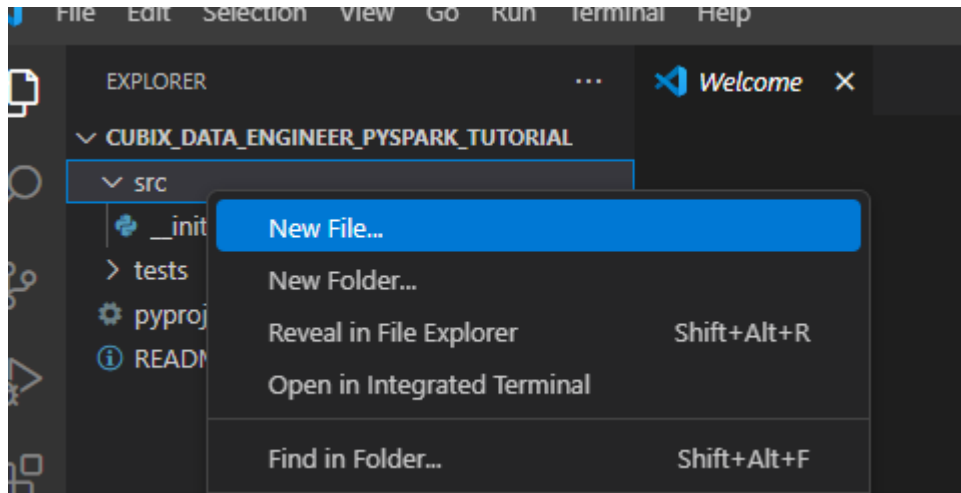 File Edit Selection View Go Run Terminal Help
EXPLORER ... Welcome
CUBIX_DATA_ENGINEER_PYSPARK_TUTORIAL
src
__init
New File...
New Folder...
tests
pyproj
Reveal in File Explorer Shift+Alt+R
READM
Open in Integrated Terminal
Find in Folder... Shift+Alt+F